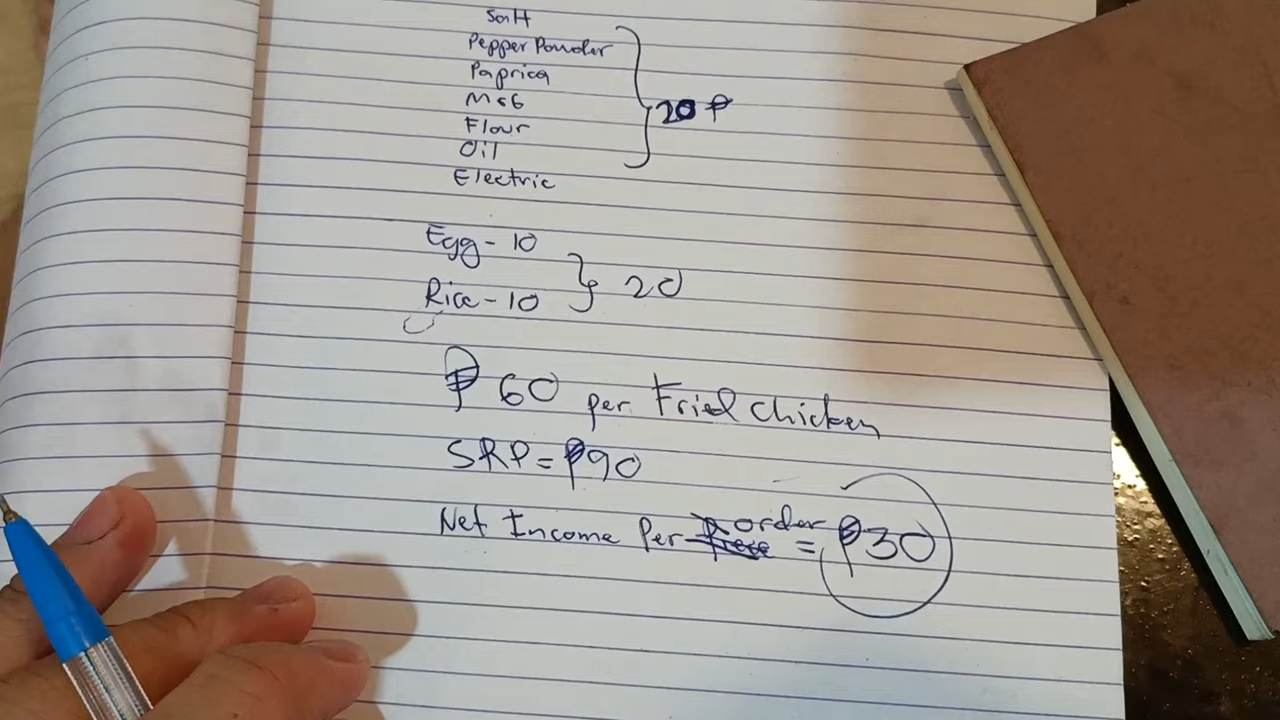 Salt
Pepper Powder
Paprica
MSG
Flour
Oil
Electric
20 ₱
Egg - 10
Rice - 10
20
₱ 60 per Fried chicken
SRP = ₱90
Net Income Per order = ₱30